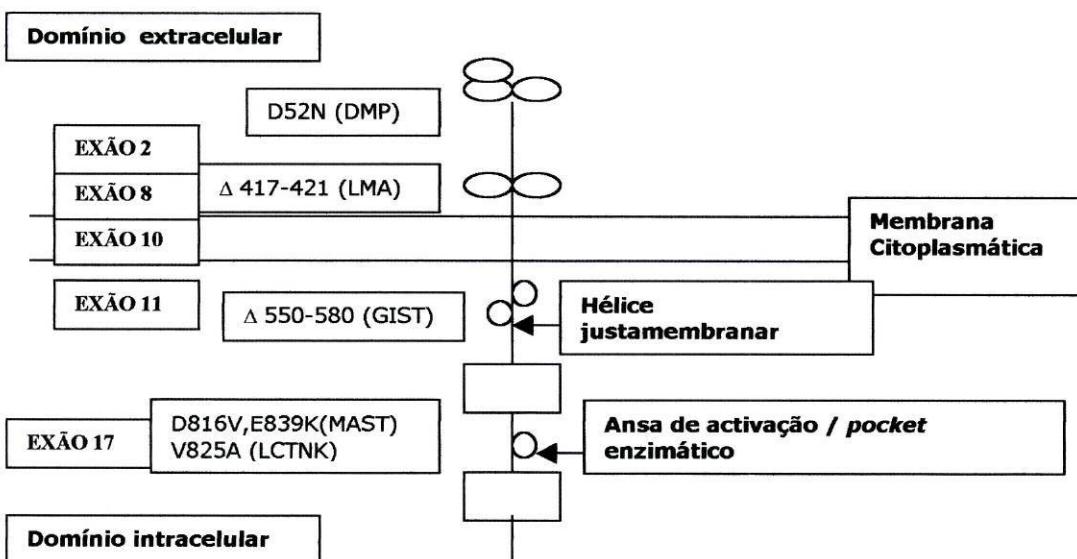 Domínio extracelular
D52N (DMP)
EXÃO 2
EXÃO 8
Δ 417-421 (LMA)
EXÃO 10
Membrana
Citoplasmática
EXÃO 11
Δ 550-580 (GIST)
Hélice
justamembranar
EXÃO 17
D816V,E839K(MAST)
V825A (LCTNK)
Ansa de activação / pocket
enzimático
Domínio intracelular